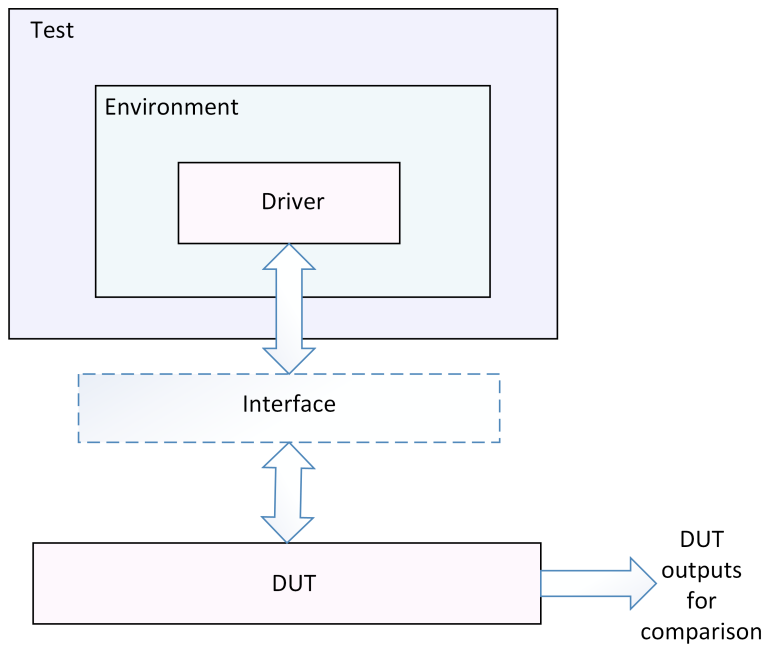 Test
Environment
Driver
Interface
DUT
DUT
outputs
for
comparison